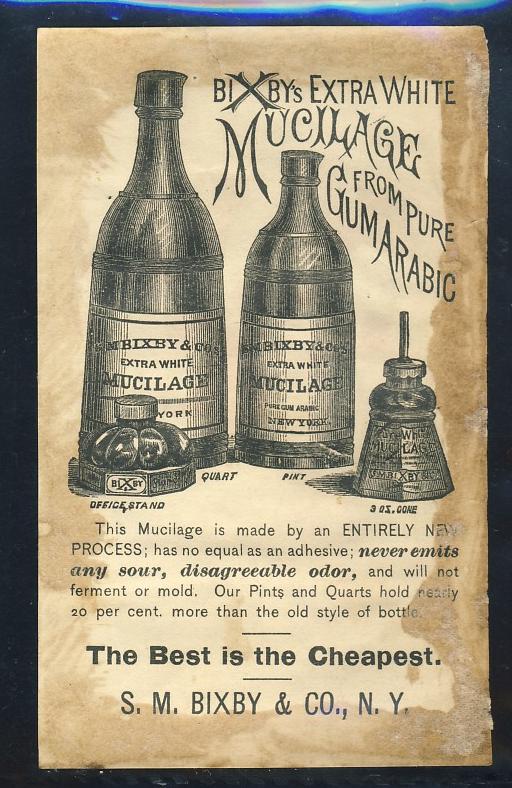 BIXBY's EXTRA WHITE
MUCILAGE
FROM PURE
GUM ARABIC
S.M. BIXBY & CO'S
EXTRA WHITE
MUCILAGE
YORK
S.M. BIXBY & CO'S
EXTRA WHITE
MUCILAGE
PURE GUM ARABIC
NEW YORK.
BIXBY
MUCILAGE
S.M. BIXBY & CO
OFFICE STAND
QUART
PINT
3 OZ. CONE
This Mucilage is made by an ENTIRELY NEW
PROCESS; has no equal as an adhesive; never emits
any sour, disagreeable odor, and will not
ferment or mold. Our Pints and Quarts hold nearly
20 per cent. more than the old style of bottle.
The Best is the Cheapest.
S. M. BIXBY & CO., N. Y.